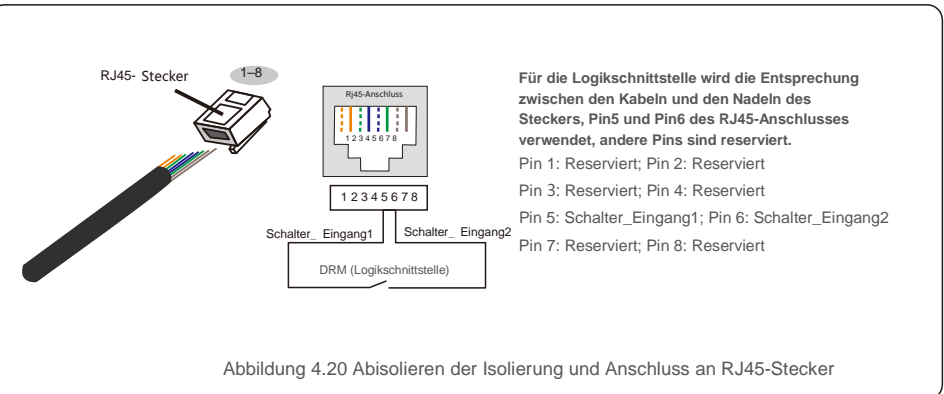 RJ45- Stecker
1–8
Rj45-Anschluss
1 2 3 4 5 6 7 8
1 2 3 4 5 6 7 8
Schalter_ Eingang1
Schalter_ Eingang2
DRM (Logikschnittstelle)
Für die Logikschnittstelle wird die Entsprechung
zwischen den Kabeln und den Nadeln des
Steckers, Pin5 und Pin6 des RJ45-Anschlusses
verwendet, andere Pins sind reserviert.
Pin 1: Reserviert; Pin 2: Reserviert
Pin 3: Reserviert; Pin 4: Reserviert
Pin 5: Schalter_Eingang1; Pin 6: Schalter_Eingang2
Pin 7: Reserviert; Pin 8: Reserviert
Abbildung 4.20 Abisolieren der Isolierung und Anschluss an RJ45-Stecker